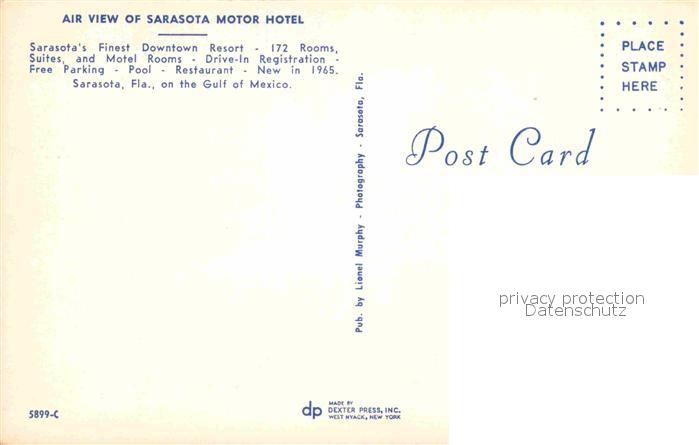 AIR VIEW OF SARASOTA MOTOR HOTEL
Sarasota's Finest Downtown Resort - 172 Rooms,
Suites, and Motel Rooms - Drive-In Registration -
Free Parking - Pool - Restaurant - New in 1965.
Sarasota, Fla., on the Gulf of Mexico.
Pub. by Lionel Murphy - Photography - Sarasota, Fla.
PLACE
STAMP
HERE
Post Card
privacy protection
Datenschutz
5899-C
dp
MADE BY
DEXTER PRESS, INC.
WEST NYACK, NEW YORK